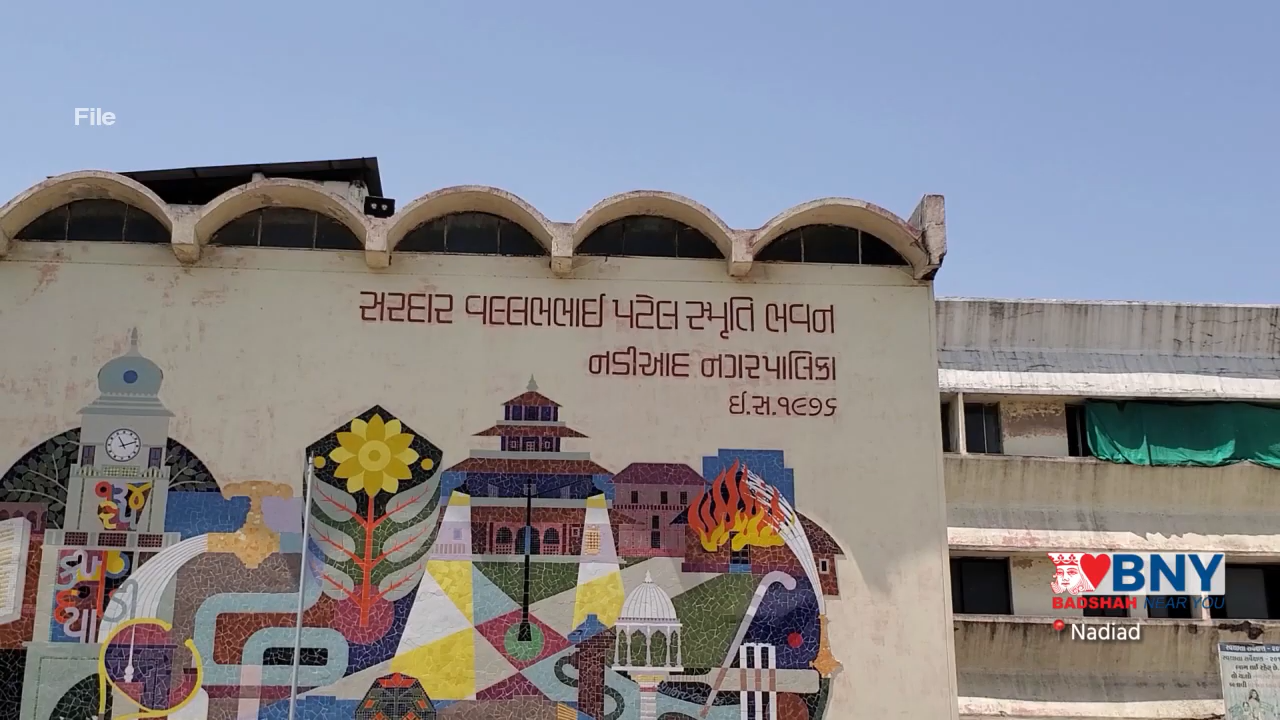 File
સરદાર વલ્લભભાઈ પટેલ સ્મૃતિ ભવન
નડીઆદ નગરપાલિકા
ઈ.સ.૧૯૭૬
BNY
BADSHAH NEAR YOU
Nadiad